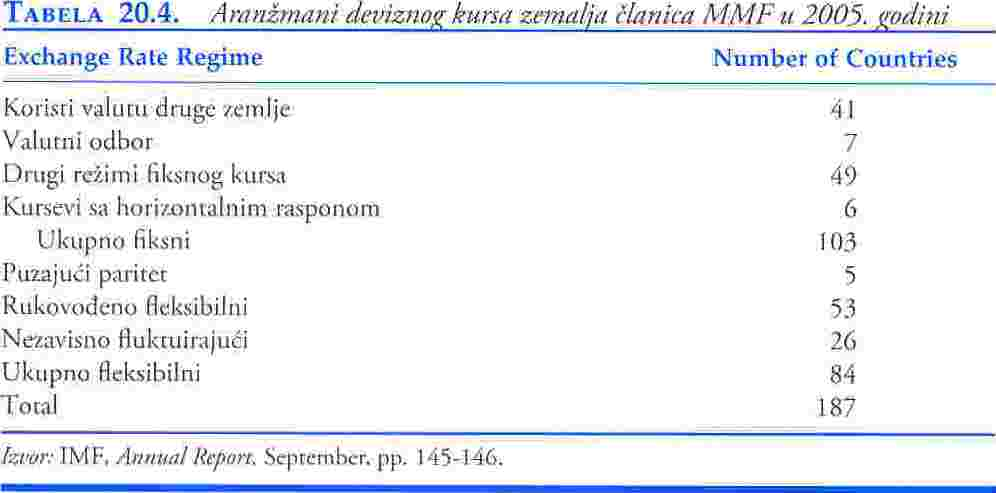 TABELA 20.4. Aranžmani deviznog kursa zemalja članica MMF u 2005. godini
Exchange Rate Regime Number of Countries
Koristi valutu druge zemlje 41
Valutni odbor 7
Drugi režimi fiksnog kursa 49
Kursevi sa horizontalnim rasponom 6
Ukupno fiksni 103
Puzajući paritet 5
Rukovođeno fleksibilni 53
Nezavisno fluktuirajući 26
Ukupno fleksibilni 84
Total 187
Izvor: IMF, Annual Report, September, pp. 145-146.